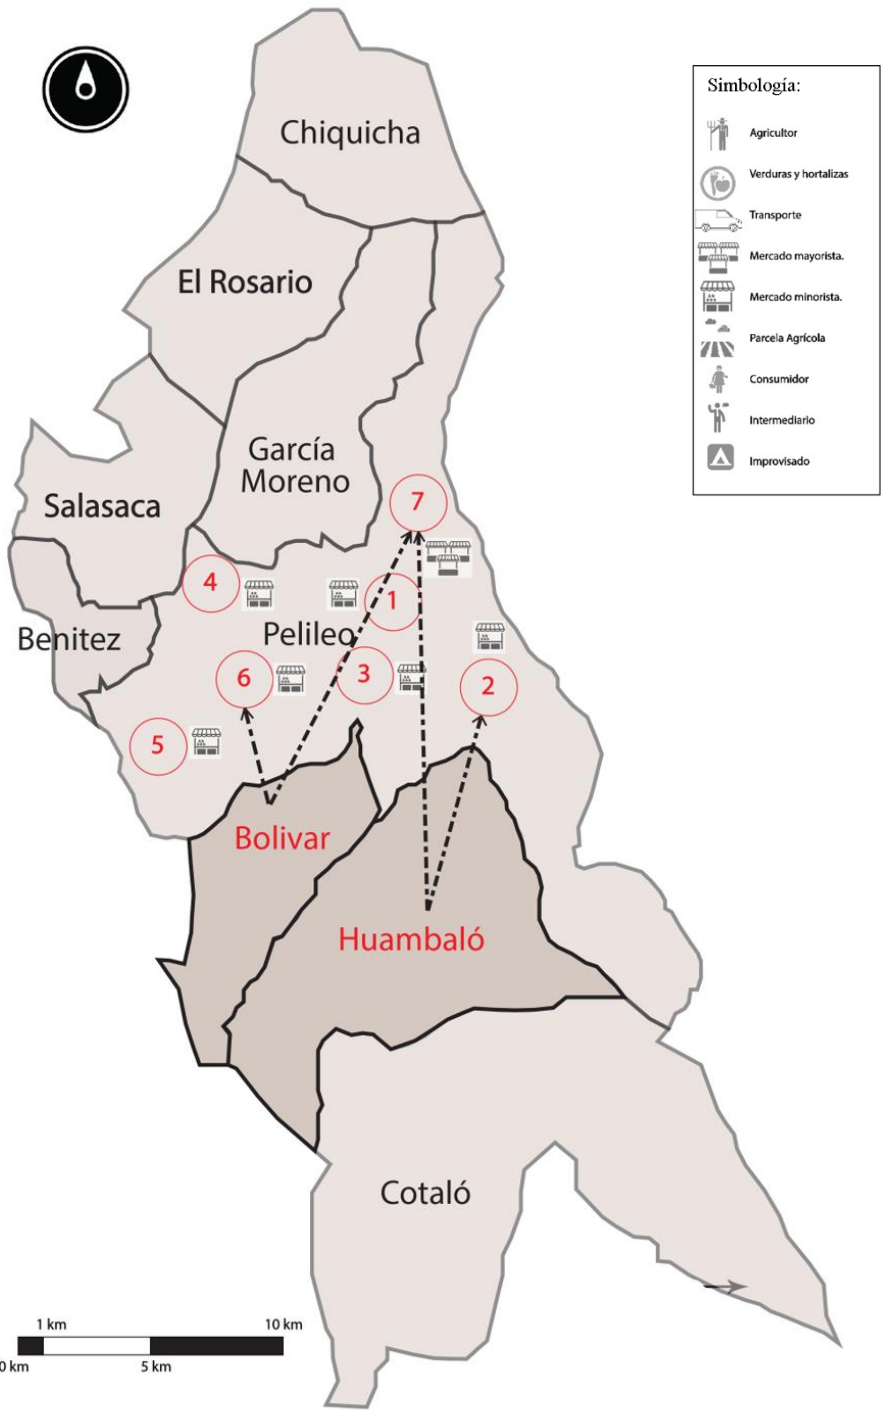 Simbología:
Agricultor
Verduras y hortalizas
Transporte
Mercado mayorista.
Mercado minorista.
Parcela Agrícola
Consumidor
Intermediario
Improvisado
Chiquicha
El Rosario
García
Moreno
Salasaca
7
4
1
Benitez
Pelileo
6
3
2
5
Bolivar
Huambaló
Cotaló
1 km
10 km
0 km
5 km